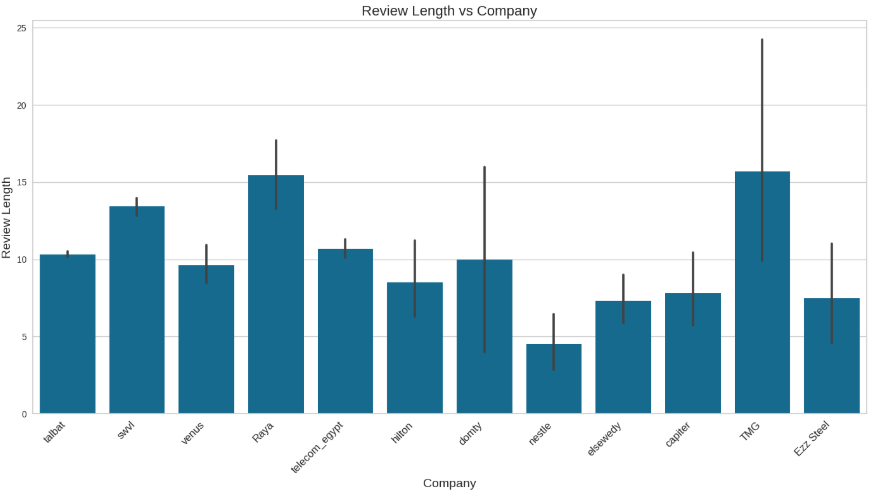 Review Length vs Company
25
20
15
10
5
0
Review Length
talbat
swvl
venus
Raya
telecom_egypt
hilton
domty
nestle
elsewedy
capiter
TMG
Ezz Steel
Company